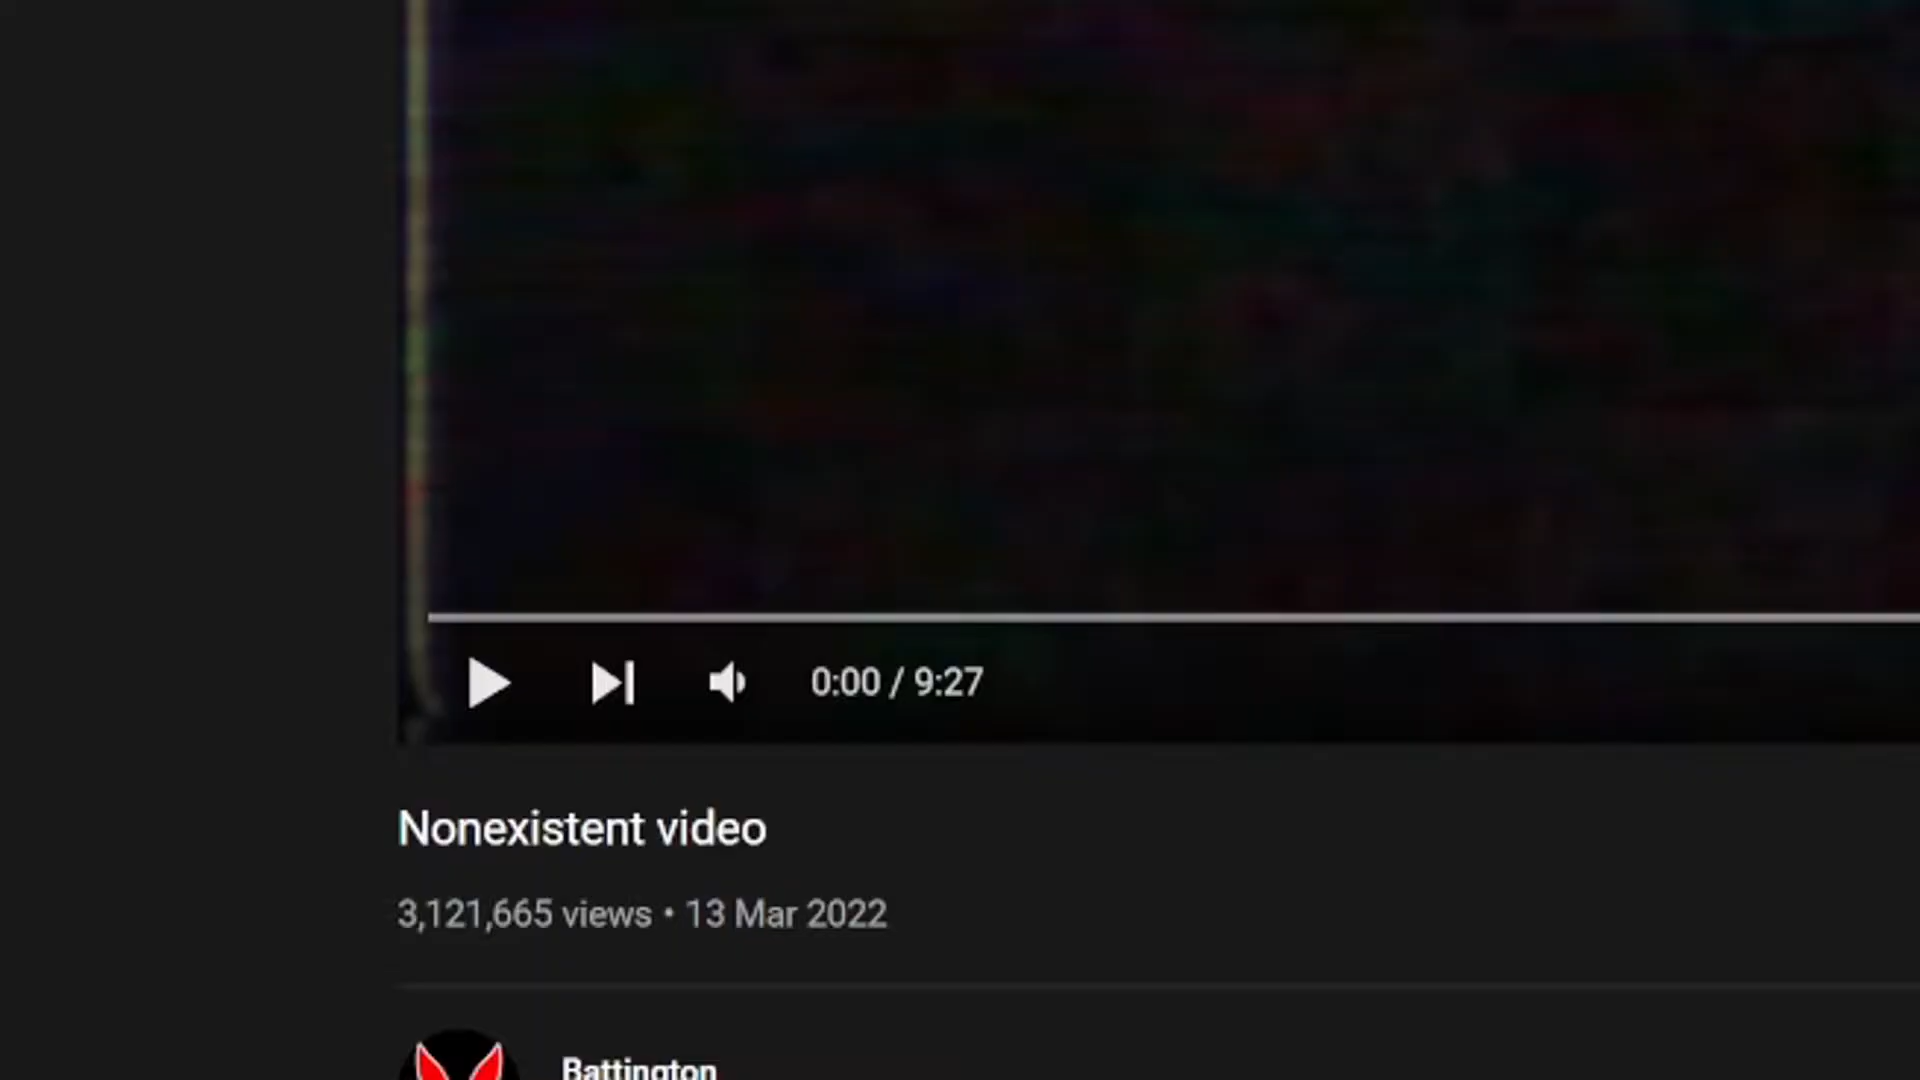 0:00 / 9:27
Nonexistent video
3,121,665 views • 13 Mar 2022
Battington